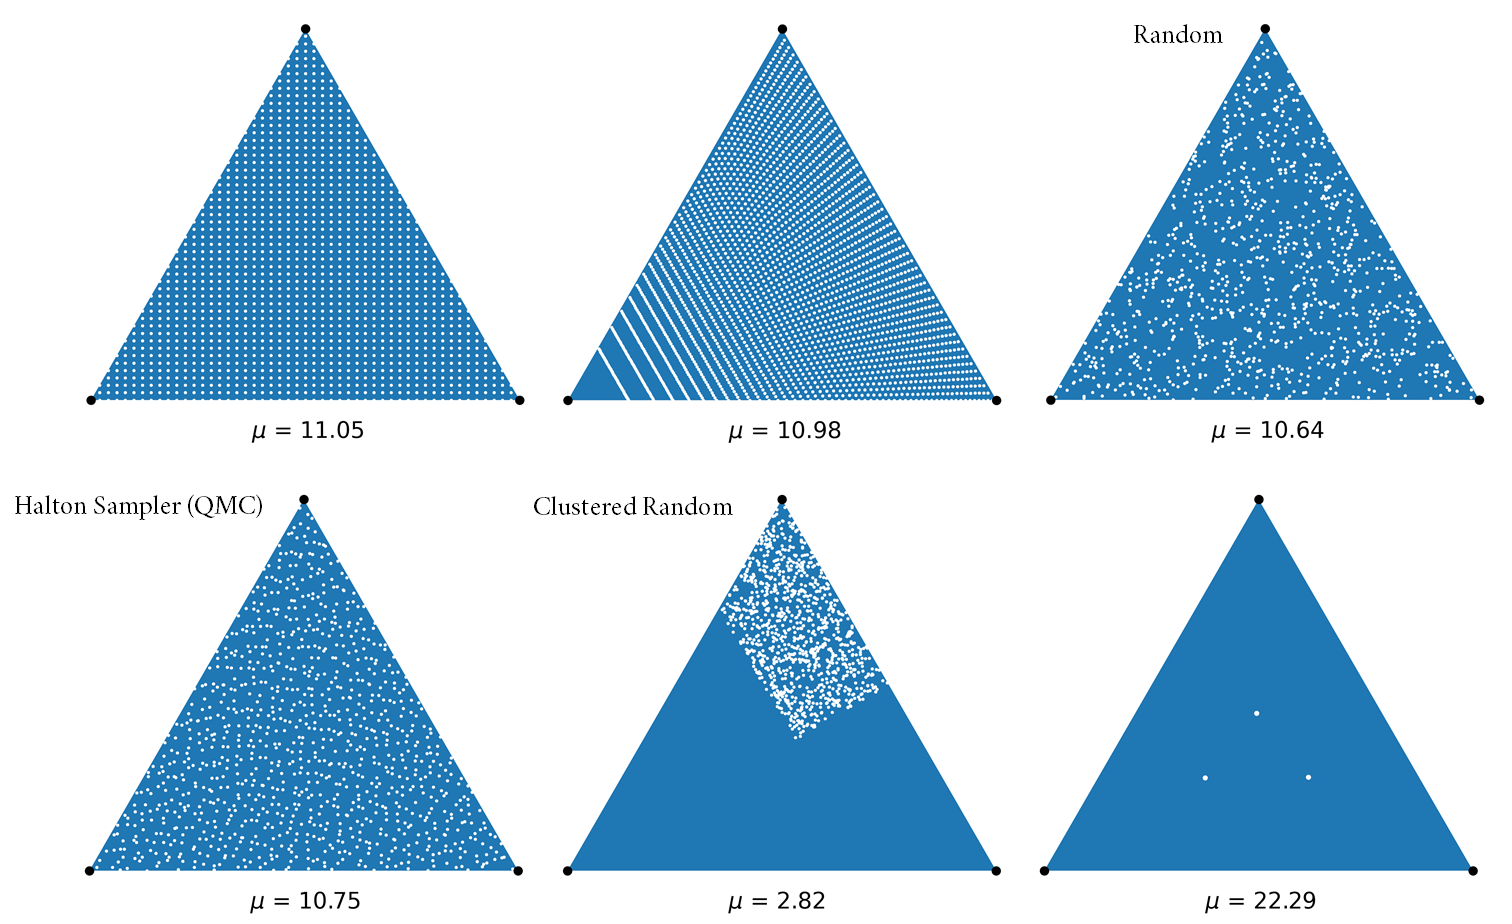 Random
μ = 11.05
μ = 10.98
μ = 10.64
Halton Sampler (QMC)
Clustered Random
μ = 10.75
μ = 2.82
μ = 22.29